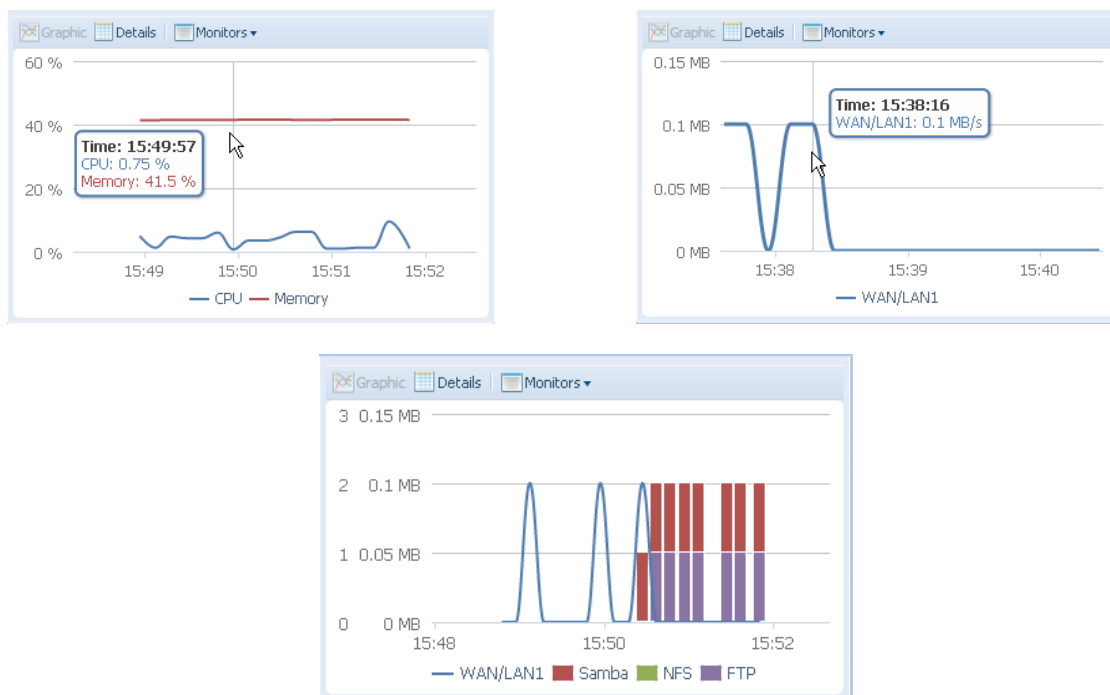 Graphic Details Monitors
60 %
40 %
20 %
0 %
Time: 15:49:57
CPU: 0.75 %
Memory: 41.5 %
15:49 15:50 15:51 15:52
CPU Memory
Graphic Details Monitors
0.15 MB
0.1 MB
0.05 MB
0 MB
Time: 15:38:16
WAN/LAN1: 0.1 MB/s
15:38 15:39 15:40
WAN/LAN1
Graphic Details Monitors
3 0.15 MB
2 0.1 MB
1 0.05 MB
0 0 MB
15:48 15:50 15:52
WAN/LAN1 Samba NFS FTP